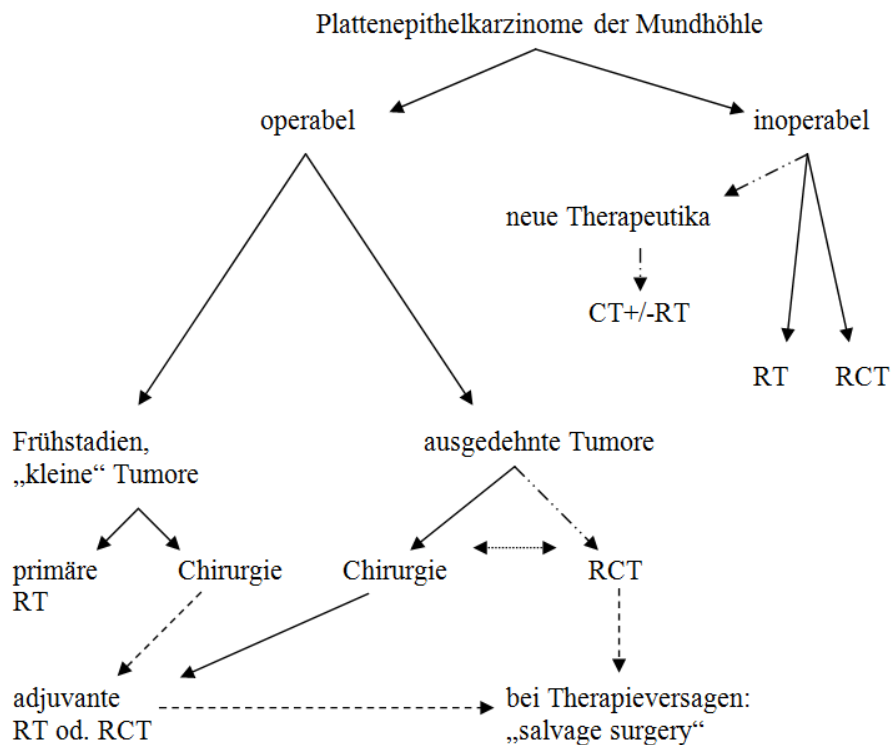 Plattenepithelkarzinome der Mundhöhle
operabel
inoperabel
neue Therapeutika
CT+/-RT
RT
RCT
Frühstadien,
„kleine“ Tumore
ausgedehnte Tumore
primäre
RT
Chirurgie
Chirurgie
RCT
adjuvante
RT od. RCT
bei Therapieversagen:
„salvage surgery“